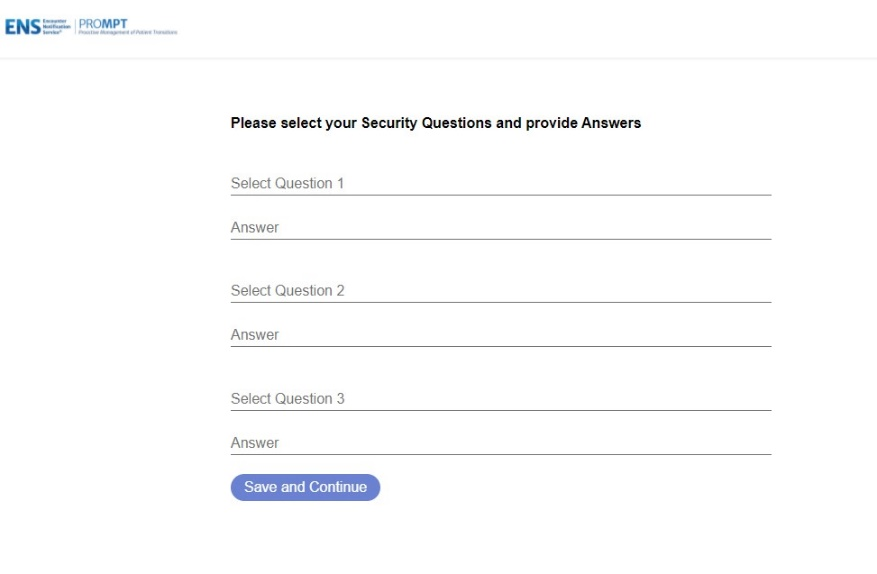 ENS Encounter Notification Service® PROMPT
Proactive Management of Patient Transitions
Please select your Security Questions and provide Answers
Select Question 1
Answer
Select Question 2
Answer
Select Question 3
Answer
Save and Continue